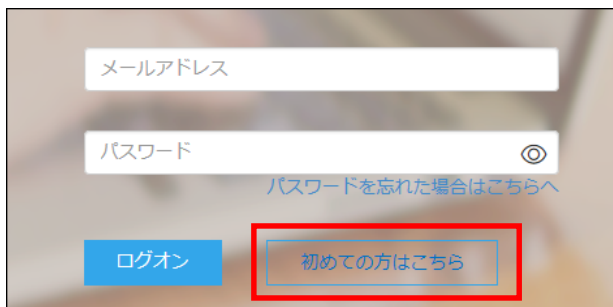 メールアドレス
パスワード
パスワードを忘れた場合はこちらへ
ログオン
初めての方はこちら